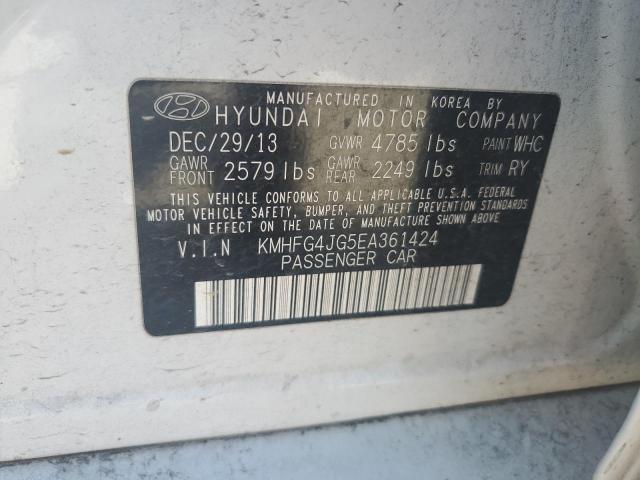 MANUFACTURED IN KOREA BY
HYUNDAI MOTOR COMPANY
DEC/29/13 GVWR 4785 lbs PAINT WHC
GAWR FRONT 2579 lbs GAWR REAR 2249 lbs TRIM RY
THIS VEHICLE CONFORMS TO ALL APPLICABLE U.S.A. FEDERAL
MOTOR VEHICLE SAFETY, BUMPER, AND THEFT PREVENTION STANDARDS
IN EFFECT ON THE DATE OF MANUFACTURE SHOWN ABOVE.
V.I.N KMHFG4JG5EA361424
PASSENGER CAR